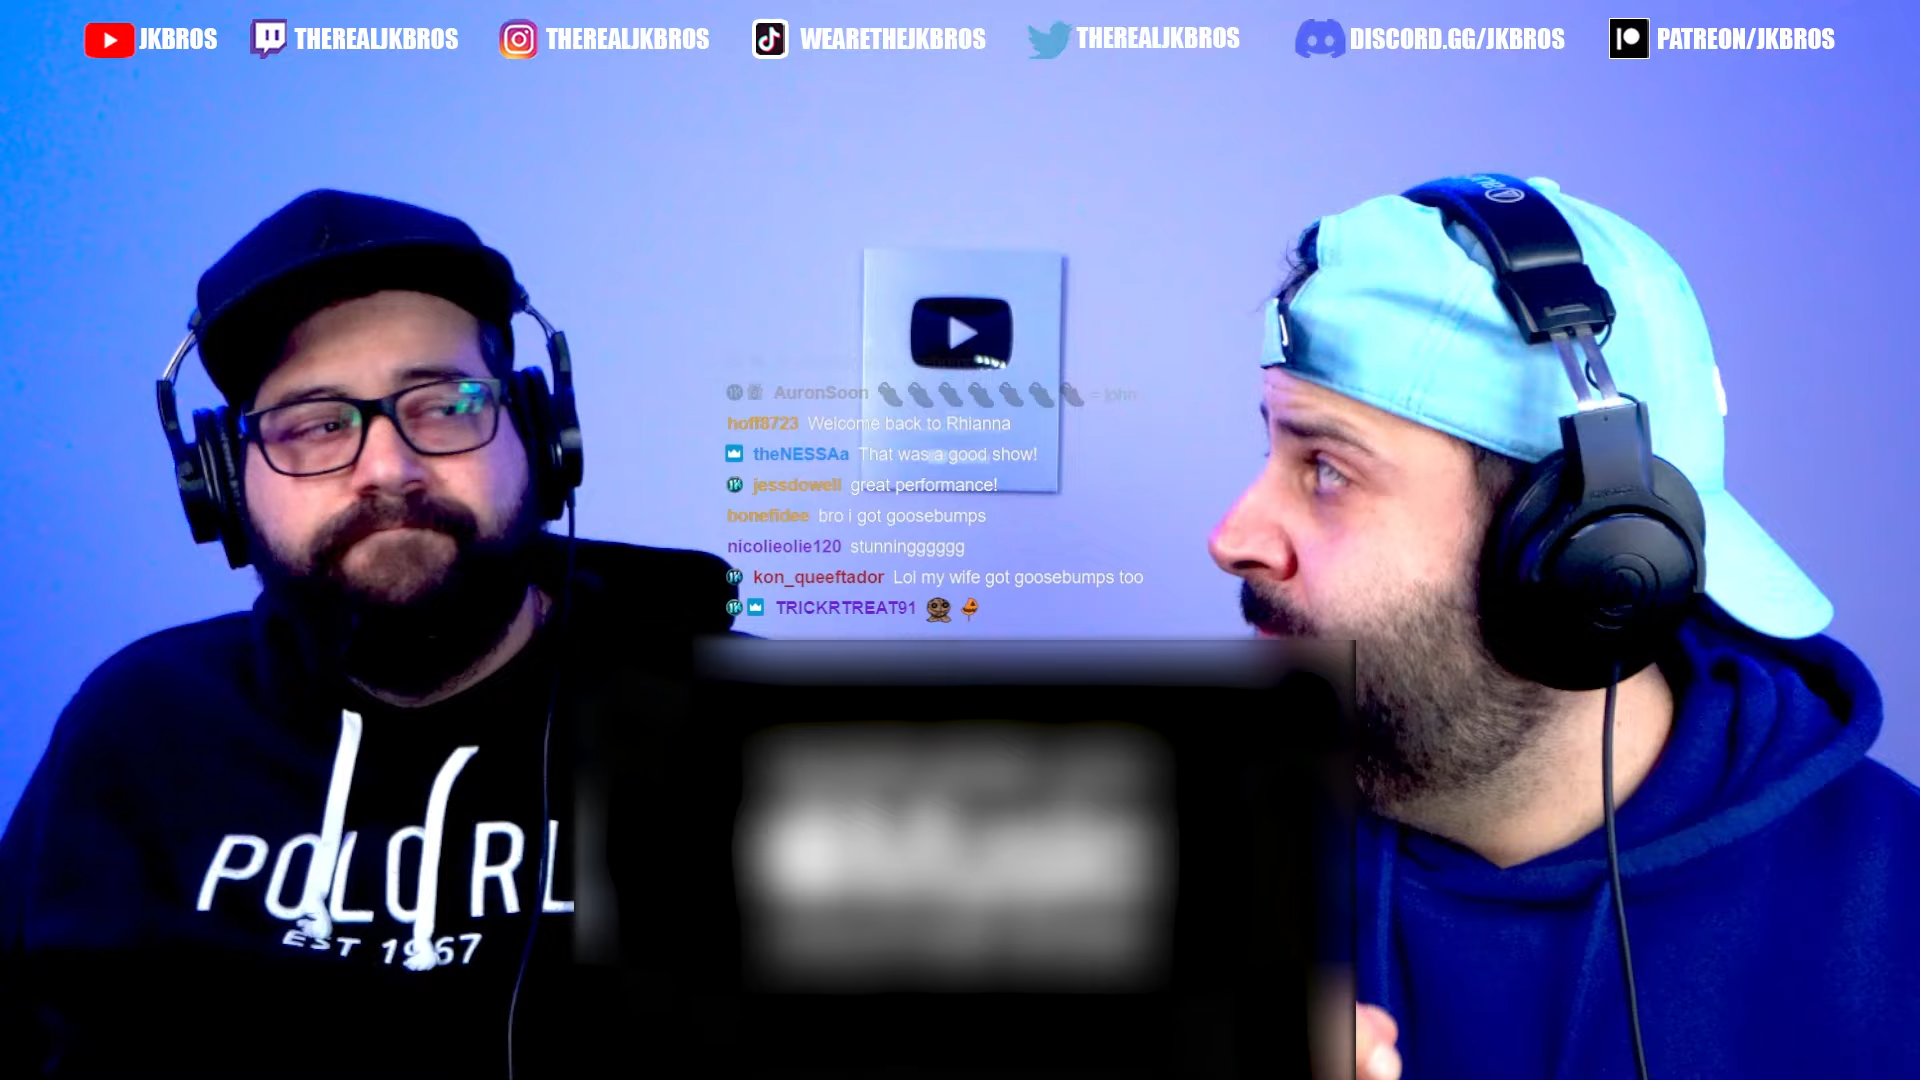 JKBROS THEREALJKBROS THEREALJKBROS WEARETHEJKBROS THEREALJKBROS DISCORD.GG/JKBROS PATREON/JKBROS
AuronSoon = john
hoff8723 Welcome back to Rhianna
theNESSAa That was a good show!
jessdowell great performance!
bonefidee bro i got goosebumps
nicolieolie120 stunningggggg
kon_queeftador Lol my wife got goosebumps too
TRICKRTREAT91
POLO RL
EST 1967